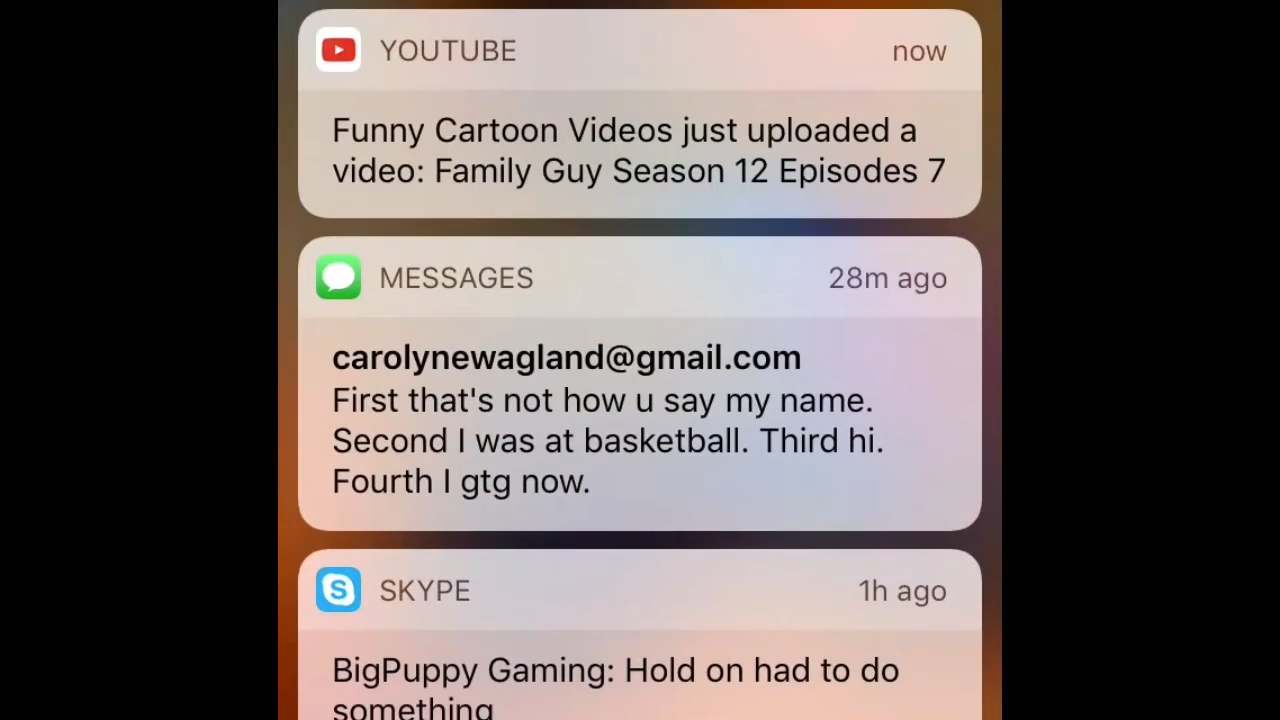 YOUTUBE now
Funny Cartoon Videos just uploaded a
video: Family Guy Season 12 Episodes 7
MESSAGES 28m ago
carolynewagland@gmail.com
First that's not how u say my name.
Second I was at basketball. Third hi.
Fourth I gtg now.
SKYPE 1h ago
BigPuppy Gaming: Hold on had to do
something